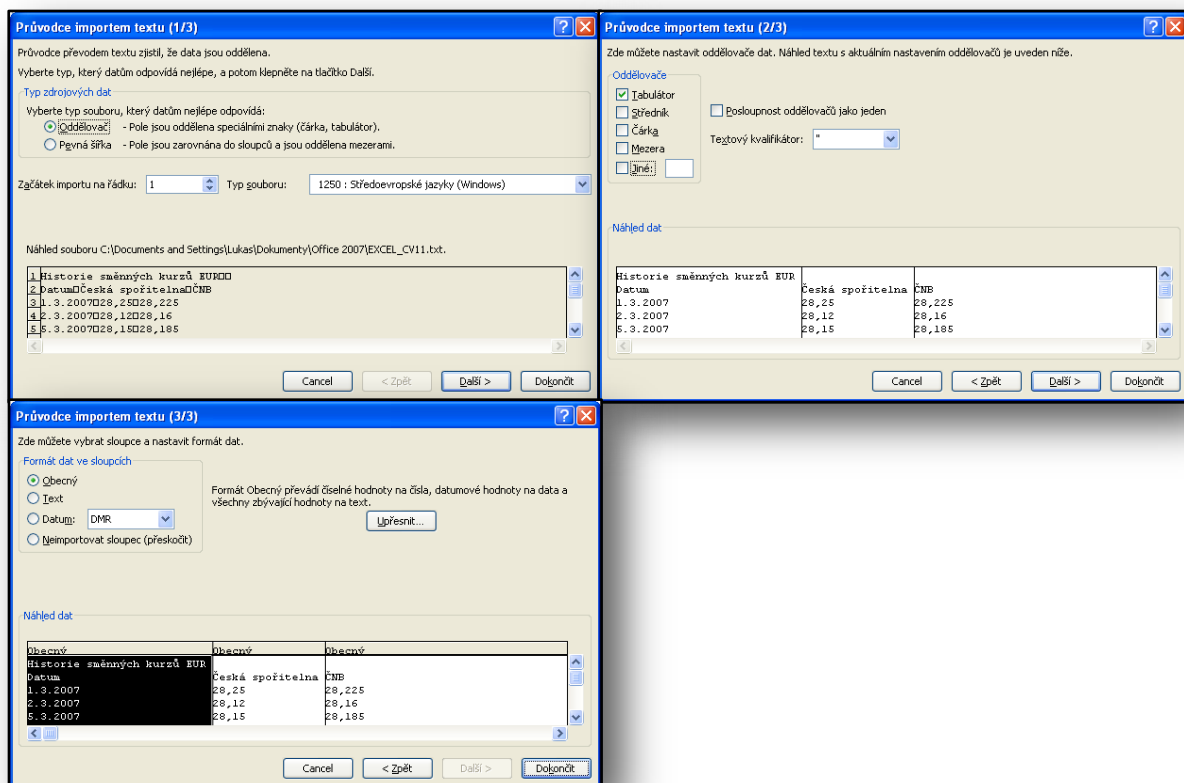 Průvodce importem textu (1/3)
Průvodce převodem textu zjistil, že data jsou oddělena.
Vyberte typ, který datům odpovídá nejlépe, a potom klepněte na tlačítko Další.
Typ zdrojových dat
Vyberte typ souboru, který datům nejlépe odpovídá:
Oddělovač - Pole jsou oddělena speciálními znaky (čárka, tabulátor).
Pevná šířka - Pole jsou zarovnána do sloupců a jsou oddělena mezerami.
Začátek importu na řádku: 1 Typ souboru: 1250 : Středoevropské jazyky (Windows)
Náhled souboru C:\Documents and Settings\Lukas\Dokumenty\Office 2007\EXCEL_CV11.txt.
1 Historie směnných kurzů EUR□□
2 Datum□Česká spořitelna□ČNB
3 1.3.2007□28,25□28,225
4 2.3.2007□28,12□28,16
5 5.3.2007□28,15□28,185
Cancel < Zpět Další > Dokončit
Průvodce importem textu (2/3)
Zde můžete nastavit oddělovače dat. Náhled textu s aktuálním nastavením oddělovačů je uveden níže.
Oddělovače
Tabulátor
Středník
Čárka
Mezera
Jiné:
Posloupnost oddělovačů jako jeden
Textový kvalifikátor: "
Náhled dat
Historie směnných kurzů EUR
Datum Česká spořitelna ČNB
1.3.2007 28,25 28,225
2.3.2007 28,12 28,16
5.3.2007 28,15 28,185
Cancel < Zpět Další > Dokončit
Průvodce importem textu (3/3)
Zde můžete vybrat sloupce a nastavit formát dat.
Formát dat ve sloupcích
Obecný
Text
Datum: DMR
Neimportovat sloupec (přeskočit)
Formát Obecný převádí číselné hodnoty na čísla, datumové hodnoty na data a
všechny zbývající hodnoty na text.
Upřesnit...
Náhled dat
Obecný Obecný Obecný
Historie směnných kurzů EUR
Datum Česká spořitelna ČNB
1.3.2007 28,25 28,225
2.3.2007 28,12 28,16
5.3.2007 28,15 28,185
Cancel < Zpět Další > Dokončit